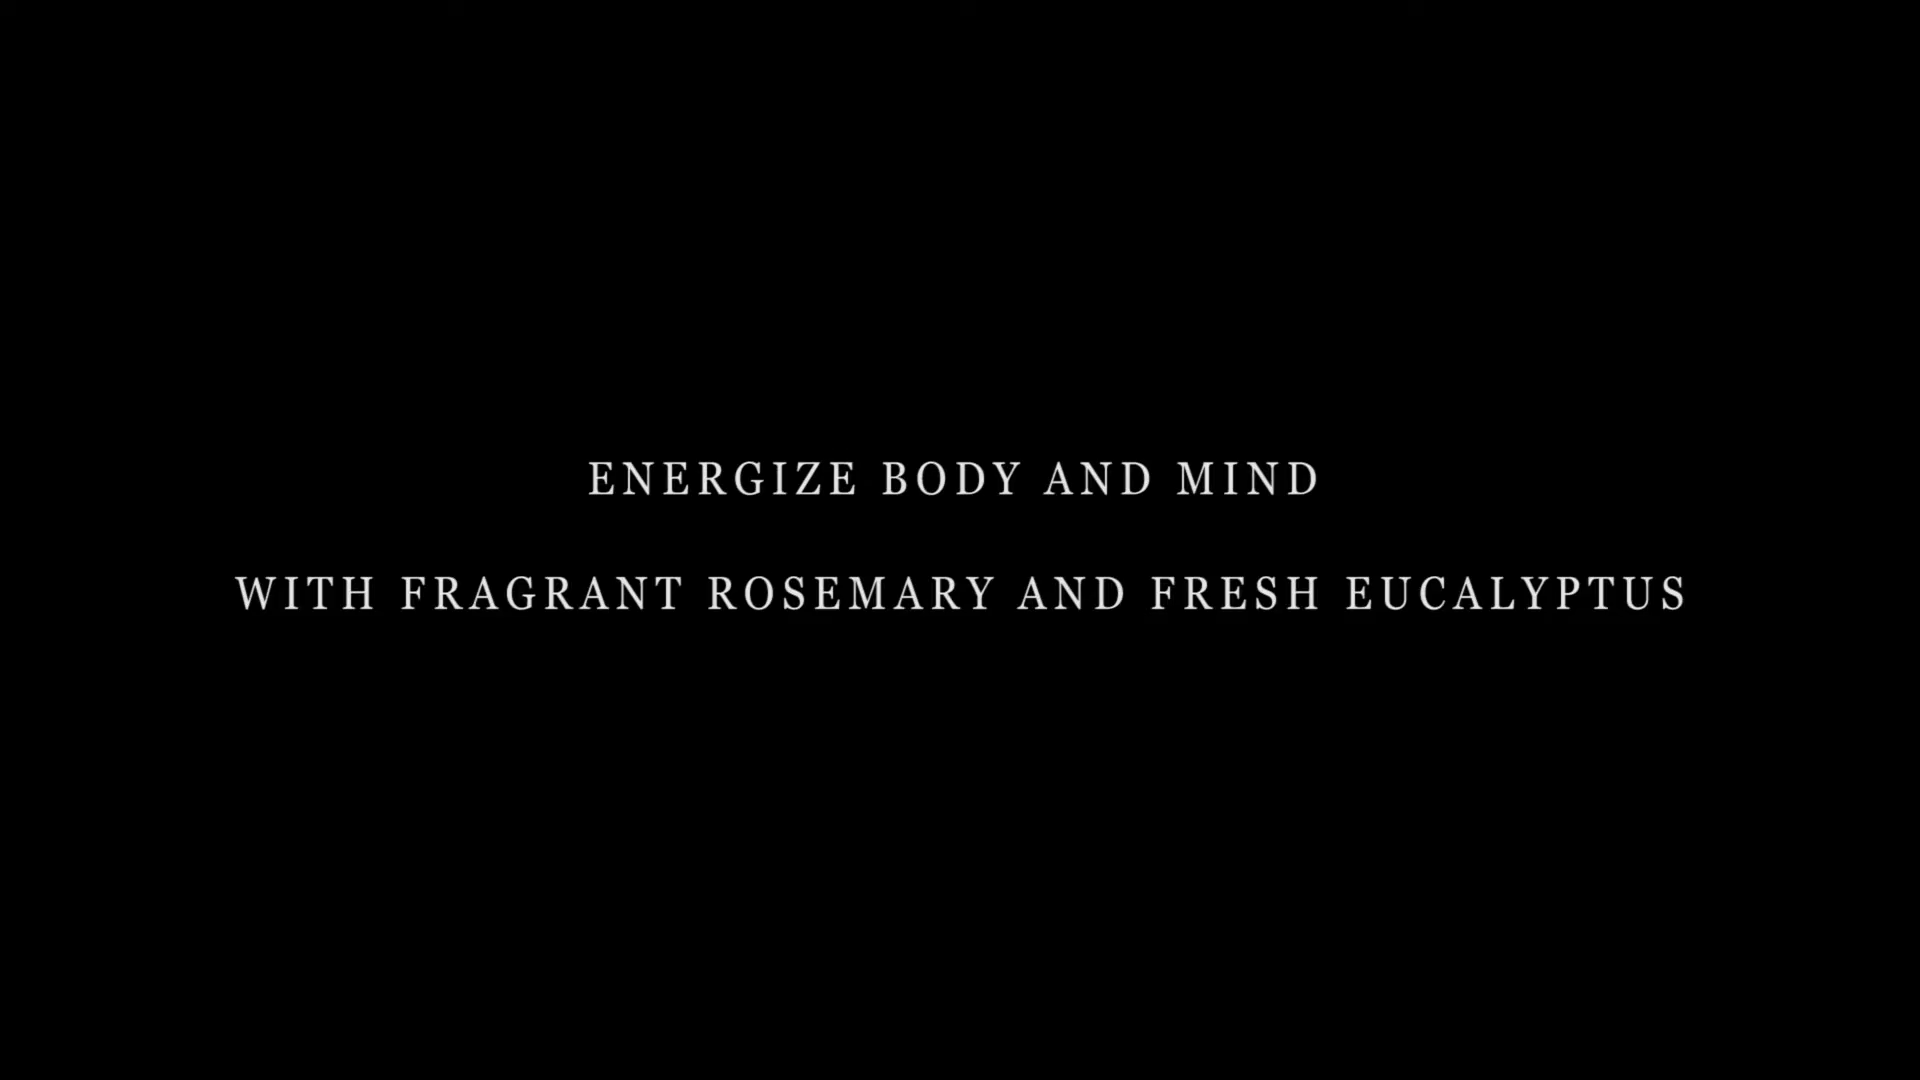 ENERGIZE BODY AND MIND
WITH FRAGRANT ROSEMARY AND FRESH EUCALYPTUS